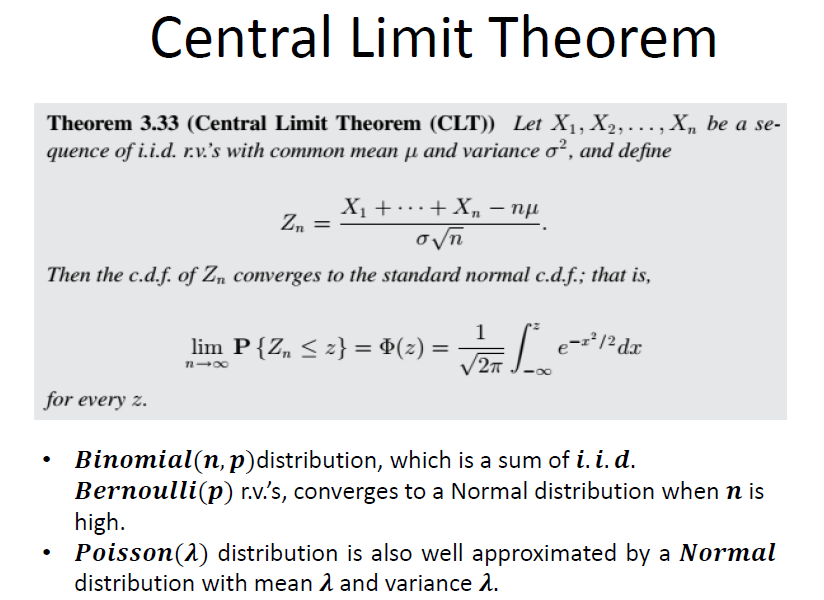 Central Limit Theorem
Theorem 3.33 (Central Limit Theorem (CLT)) Let X₁, X₂, . . . , Xₙ be a se-
quence of i.i.d. r.v.'s with common mean μ and variance σ², and define
Zₙ = (X₁ + · · · + Xₙ − nμ) / (σ√n).
Then the c.d.f. of Zₙ converges to the standard normal c.d.f.; that is,
lim_{n→∞} P {Zₙ ≤ z} = Φ(z) = (1/√(2π)) ∫_{−∞}^{z} e^{−x²/2} dx
for every z.
• Binomial(n, p)distribution, which is a sum of i. i. d.
Bernoulli(p) r.v.'s, converges to a Normal distribution when n is
high.
• Poisson(λ) distribution is also well approximated by a Normal
distribution with mean λ and variance λ.